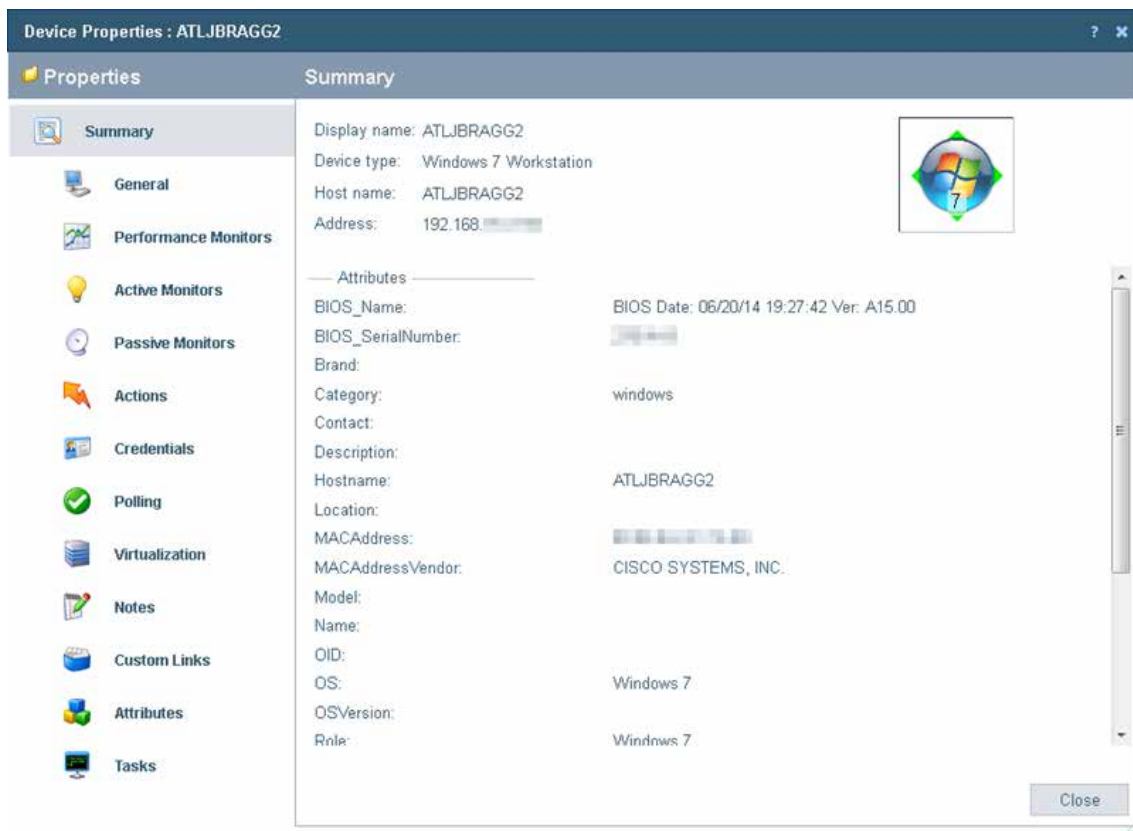 Device Properties : ATLJBRAGG2
? ×
Properties
Summary
Summary
General
Performance Monitors
Active Monitors
Passive Monitors
Actions
Credentials
Polling
Virtualization
Notes
Custom Links
Attributes
Tasks
Display name: ATLJBRAGG2
Device type: Windows 7 Workstation
Host name: ATLJBRAGG2
Address: 192.168.
7
Attributes
BIOS_Name: BIOS Date: 06/20/14 19:27:42 Ver: A15.00
BIOS_SerialNumber:
Brand:
Category: windows
Contact:
Description:
Hostname: ATLJBRAGG2
Location:
MACAddress:
MACAddressVendor: CISCO SYSTEMS, INC.
Model:
Name:
OID:
OS: Windows 7
OSVersion:
Role: Windows 7
Close